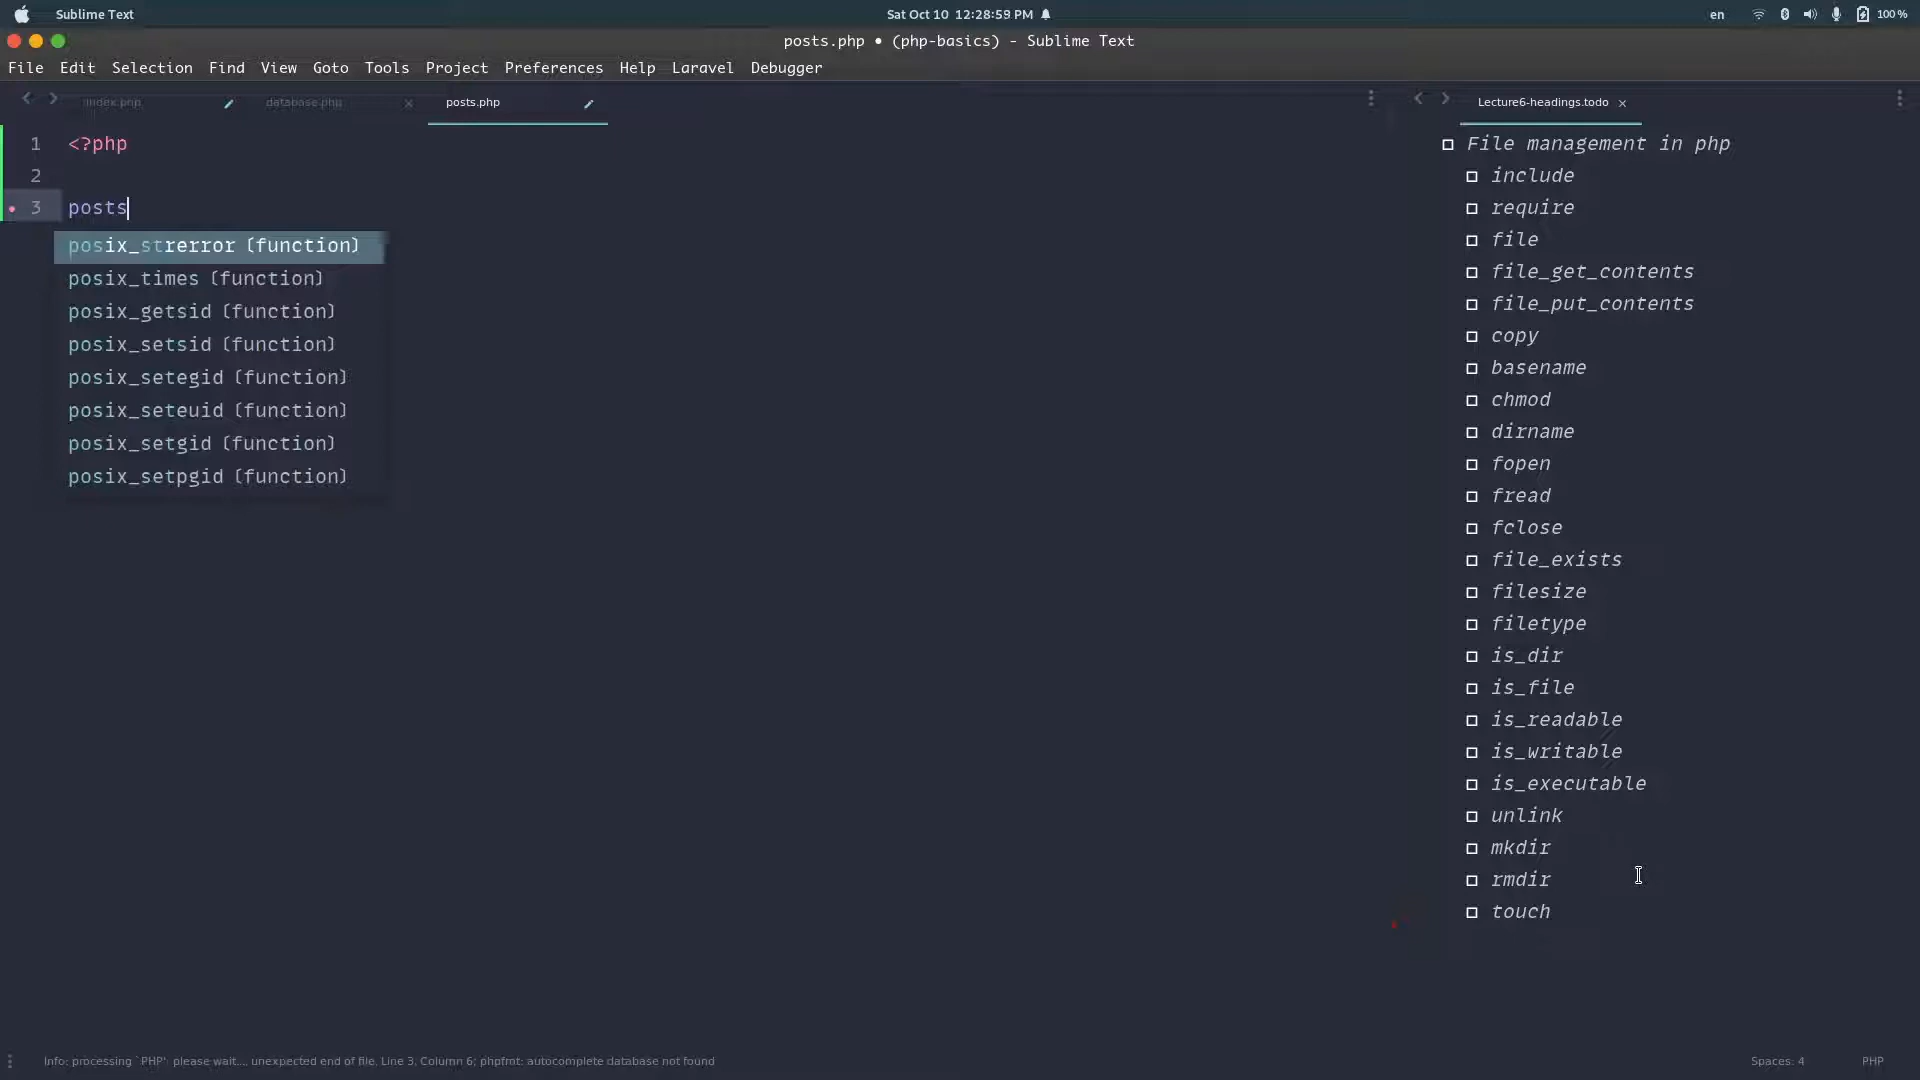 Sublime Text
Sat Oct 10 12:28:59 PM
en
100 %
posts.php • (php-basics) - Sublime Text
File Edit Selection Find View Goto Tools Project Preferences Help Laravel Debugger
index.php
database.php
posts.php
Lecture6-headings.todo
1 <?php
2
3 posts
posix_strerror (function)
posix_times (function)
posix_getsid (function)
posix_setsid (function)
posix_setegid (function)
posix_seteuid (function)
posix_setgid (function)
posix_setpgid (function)
File management in php
include
require
file
file_get_contents
file_put_contents
copy
basename
chmod
dirname
fopen
fread
fclose
file_exists
filesize
filetype
is_dir
is_file
is_readable
is_writable
is_executable
unlink
mkdir
rmdir
touch
Info: processing `PHP`: please wait..., unexpected end of file, Line 3, Column 6; phpfmt: autocomplete database not found
Spaces: 4
PHP